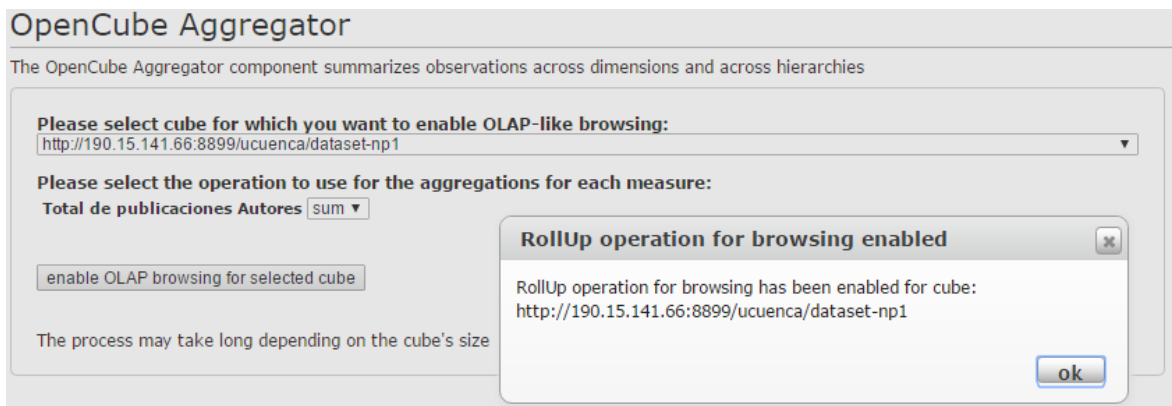 OpenCube Aggregator
The OpenCube Aggregator component summarizes observations across dimensions and across hierarchies
Please select cube for which you want to enable OLAP-like browsing:
http://190.15.141.66:8899/ucuenca/dataset-np1
Please select the operation to use for the aggregations for each measure:
Total de publicaciones Autores sum
RollUp operation for browsing enabled
enable OLAP browsing for selected cube
RollUp operation for browsing has been enabled for cube:
http://190.15.141.66:8899/ucuenca/dataset-np1
The process may take long depending on the cube's size
ok